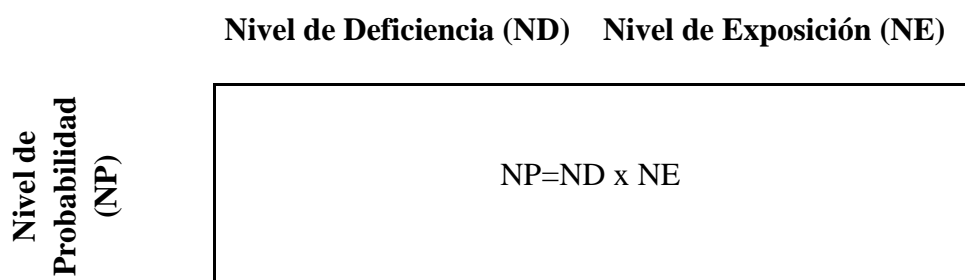 Nivel de Deficiencia (ND) Nivel de Exposición (NE)
Nivel de
Probabilidad
(NP)
NP=ND x NE